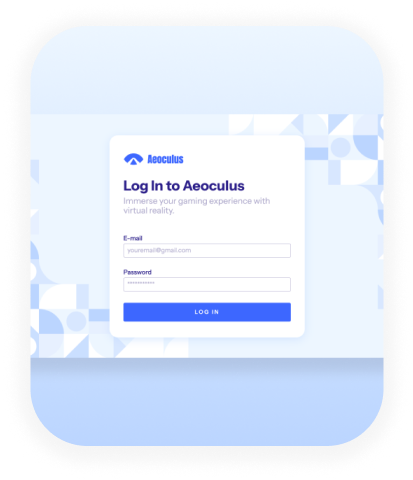 Aeoculus
Log In to Aeoculus
Immerse your gaming experience with
virtual reality.
E-mail
youremail@gmail.com
Password
************
LOG IN